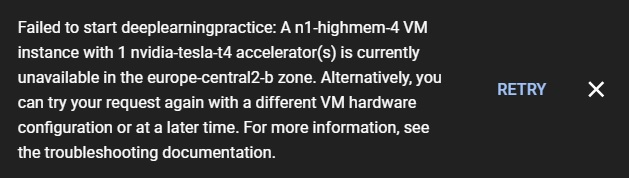 Failed to start deeplearningpractice: A n1-highmem-4 VM
instance with 1 nvidia-tesla-t4 accelerator(s) is currently
unavailable in the europe-central2-b zone. Alternatively, you
can try your request again with a different VM hardware
configuration or at a later time. For more information, see
the troubleshooting documentation.
RETRY